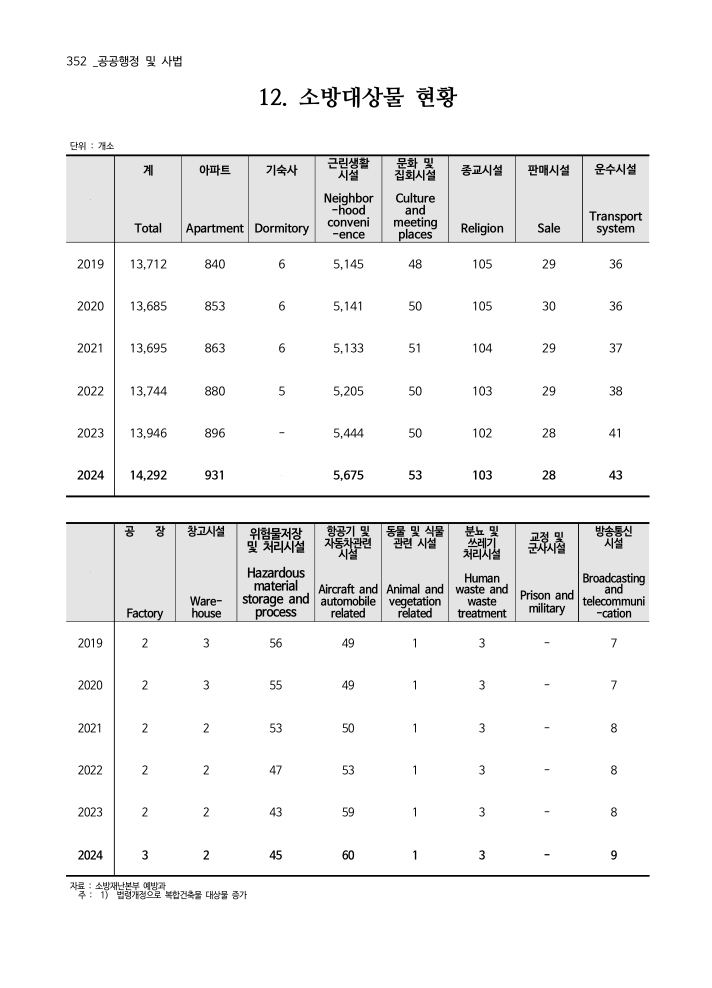 352 _공공행정 및 사법
12. 소방대상물 현황
단위 : 개소
계 아파트 기숙사 근린생활 시설 문화 및 집회시설 종교시설 판매시설 운수시설
Total Apartment Dormitory Neighbor -hood conveni -ence Culture and meeting places Religion Sale Transport system
2019 13,712 840 6 5,145 48 105 29 36
2020 13,685 853 6 5,141 50 105 30 36
2021 13,695 863 6 5,133 51 104 29 37
2022 13,744 880 5 5,205 50 103 29 38
2023 13,946 896 - 5,444 50 102 28 41
2024 14,292 931 5,675 53 103 28 43
공 장 창고시설 위험물저장 및 처리시설 항공기 및 자동차관련 시설 동물 및 식물 관련 시설 분뇨 및 쓰레기 처리시설 교정 및 군사시설 방송통신 시설
Factory Ware- house Hazardous material storage and process Aircraft and automobile related Animal and vegetation related Human waste and waste treatment Prison and military Broadcasting and telecommuni -cation
2019 2 3 56 49 1 3 - 7
2020 2 3 55 49 1 3 - 7
2021 2 2 53 50 1 3 - 8
2022 2 2 47 53 1 3 - 8
2023 2 2 43 59 1 3 - 8
2024 3 2 45 60 1 3 - 9
자료 : 소방재난본부 예방과
주 : 1) 법령개정으로 복합건축물 대상물 증가